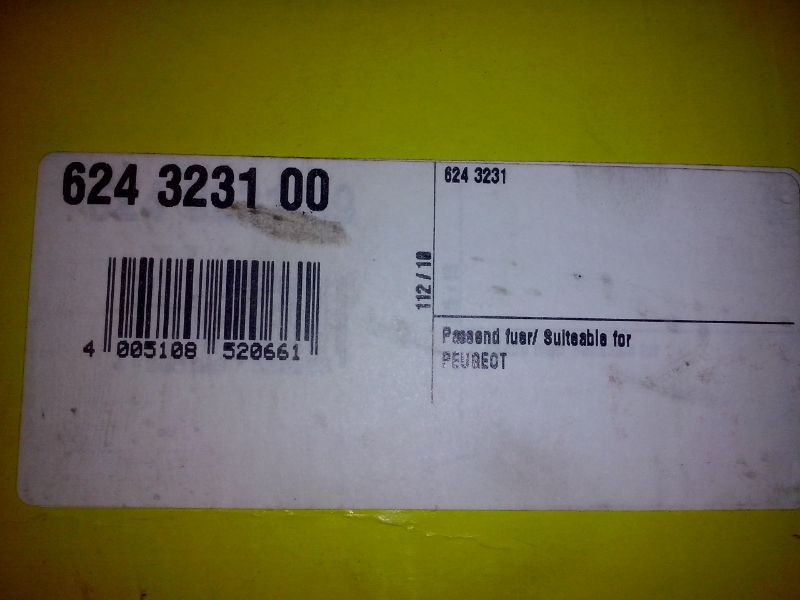 624 3231 00
4 005108 520661
112 / 10
624 3231
Passend fuer/ Suiteable for
PEUGEOT